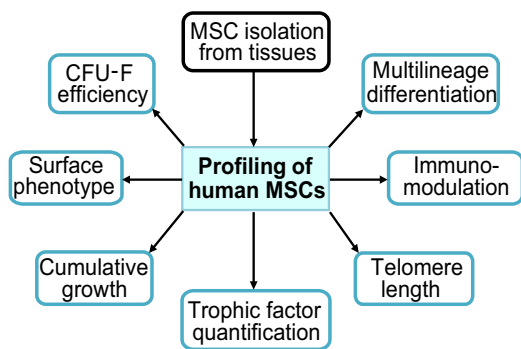 MSC isolation
from tissues
CFU-F
efficiency
Multilineage
differentiation
Surface
phenotype
Profiling of
human MSCs
Immuno-
modulation
Cumulative
growth
Trophic factor
quantification
Telomere
length